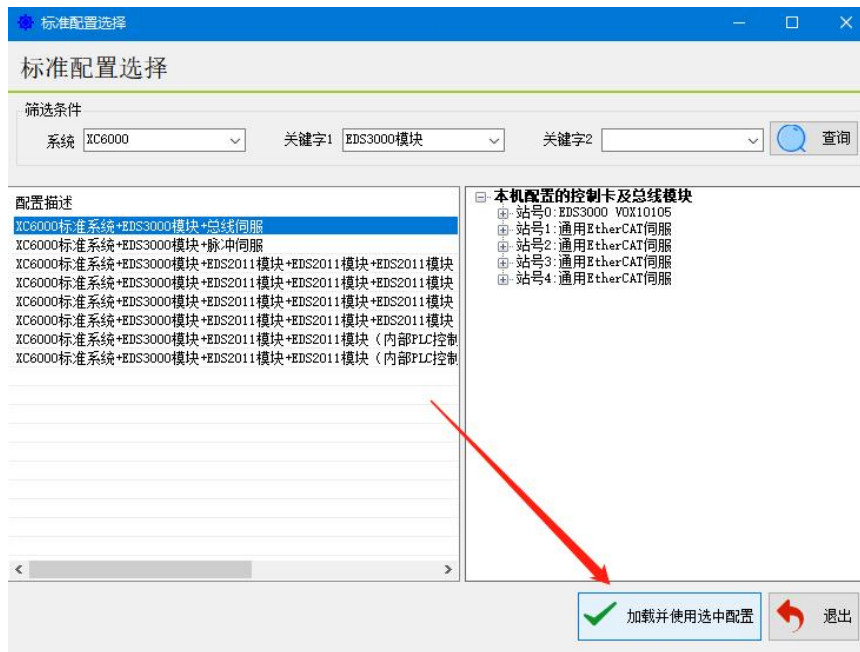 标准配置选择
标准配置选择
筛选条件
系统 XC6000 关键字1 EDS3000模块 关键字2 查询
配置描述
XC6000标准系统+EDS3000模块+总线伺服
XC6000标准系统+EDS3000模块+脉冲伺服
XC6000标准系统+EDS3000模块+EDS2011模块+EDS2011模块+EDS2011模块
XC6000标准系统+EDS3000模块+EDS2011模块+EDS2011模块+EDS2011模块
XC6000标准系统+EDS3000模块+EDS2011模块+EDS2011模块+EDS2011模块
XC6000标准系统+EDS3000模块+EDS2011模块+EDS2011模块+EDS2011模块
XC6000标准系统+EDS3000模块+EDS2011模块+EDS2011模块（内部PLC控制
XC6000标准系统+EDS3000模块+EDS2011模块+EDS2011模块（内部PLC控制
本机配置的控制卡及总线模块
站号0:EDS3000 VOX10105
站号1:通用EtherCAT伺服
站号2:通用EtherCAT伺服
站号3:通用EtherCAT伺服
站号4:通用EtherCAT伺服
加载并使用选中配置 退出